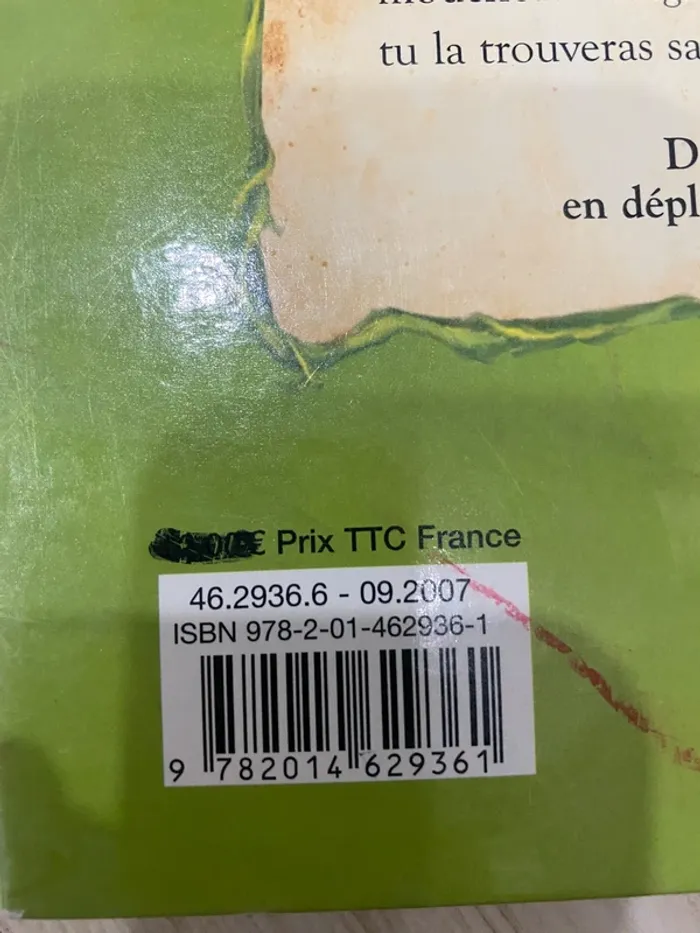 tu la trouveras sa
D
en dépl
€ Prix TTC France
46.2936.6 - 09.2007
ISBN 978-2-01-462936-1
9 782014 629361